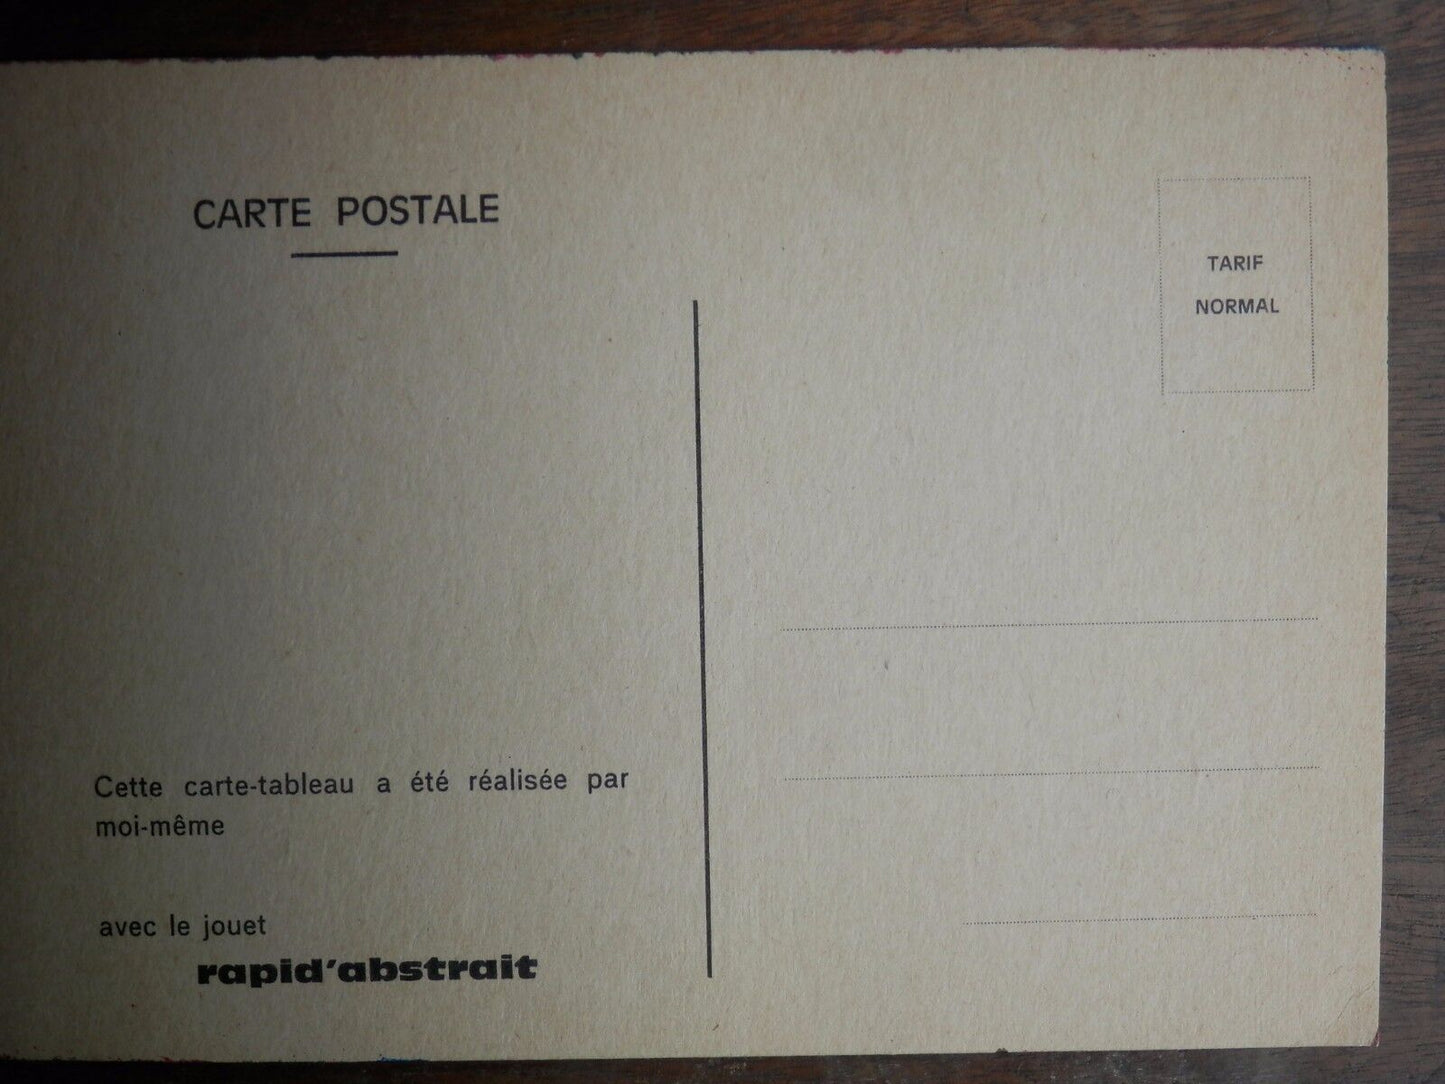 CARTE POSTALE
TARIF
NORMAL
Cette carte-tableau a été réalisée par
moi-même
avec le jouet
rapid'abstrait